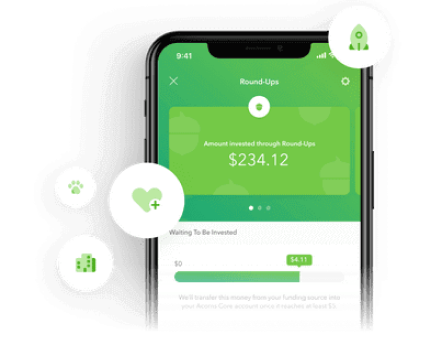 9:41
Round-Ups
Amount invested through Round-Ups
$234.12
Waiting To Be Invested
$0
$4.11
We'll transfer this money from your funding source into
your Acorns Core account once it reaches at least $5